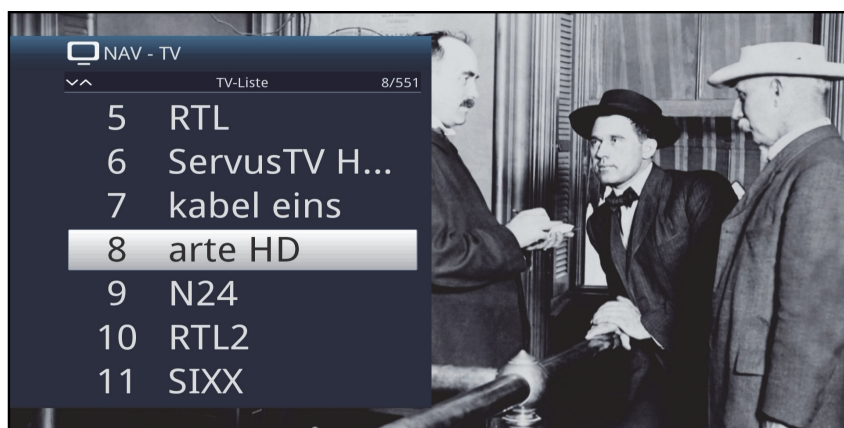 NAV - TV
TV-Liste 8/551
5 RTL
6 ServusTV H...
7 kabel eins
8 arte HD
9 N24
10 RTL2
11 SIXX